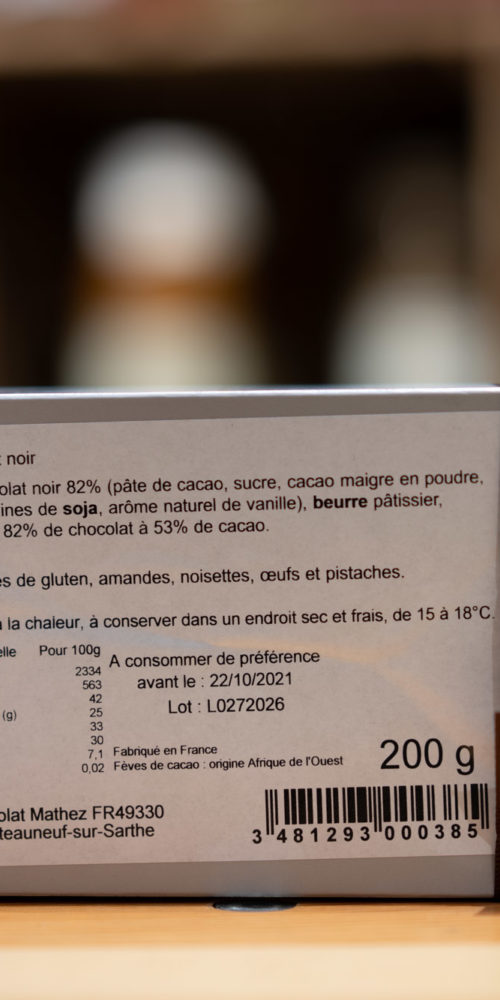 noir
olat noir 82% (pâte de cacao, sucre, cacao maigre en poudre,
ines de soja, arôme naturel de vanille), beurre pâtissier,
82% de chocolat à 53% de cacao.
es de gluten, amandes, noisettes, œufs et pistaches.
la chaleur, à conserver dans un endroit sec et frais, de 15 à 18°C.
elle Pour 100g
2334
563
42
(g) 25
33
30
7,1
0,02
A consommer de préférence
avant le : 22/10/2021
Lot : L0272026
Fabriqué en France
Fèves de cacao : origine Afrique de l'Ouest
200 g
olat Mathez FR49330
teauneuf-sur-Sarthe
3 481293 000385